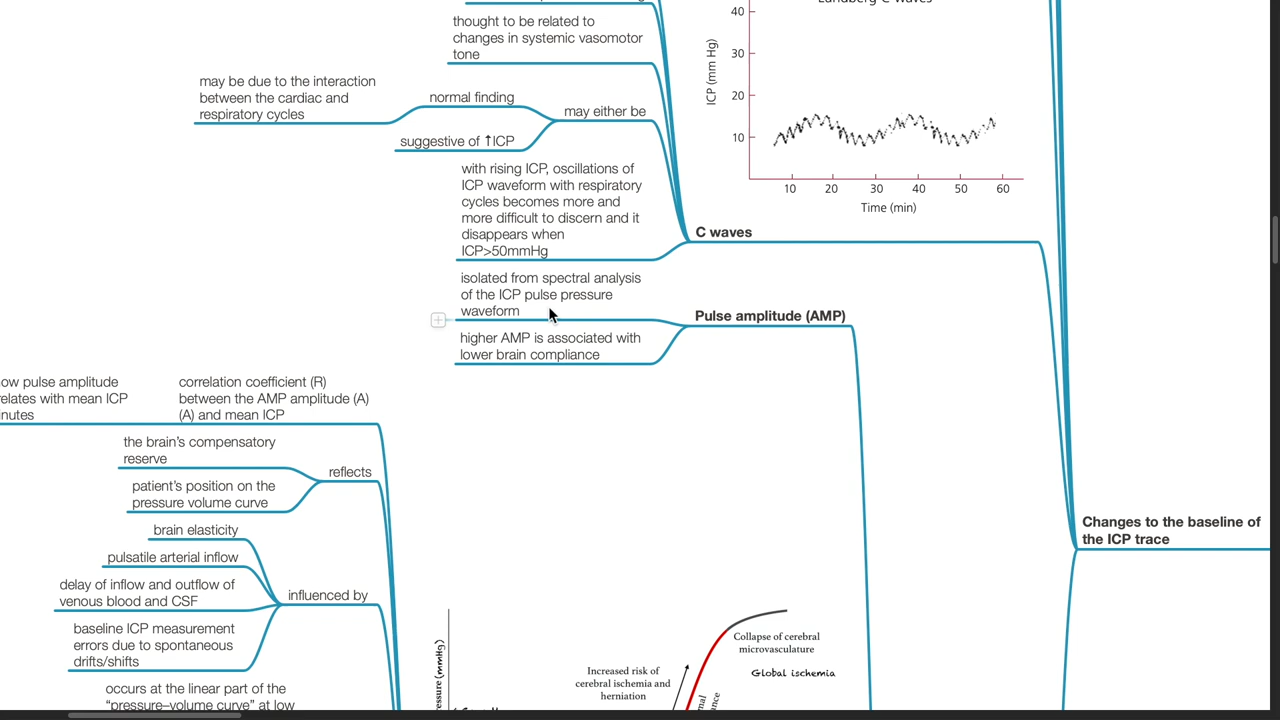 thought to be related to
changes in systemic vasomotor
tone
may be due to the interaction
between the cardiac and
respiratory cycles
normal finding
may either be
suggestive of ↑ICP
with rising ICP, oscillations of
ICP waveform with respiratory
cycles becomes more and
more difficult to discern and it
disappears when
ICP>50mmHg
Lundberg C waves
ICP (mm Hg)
40
30
20
10
10 20 30 40 50 60
Time (min)
C waves
isolated from spectral analysis
of the ICP pulse pressure
waveform
Pulse amplitude (AMP)
higher AMP is associated with
lower brain compliance
pulse amplitude
with mean ICP
correlation coefficient (R)
between the AMP amplitude (A)
(A) and mean ICP
the brain's compensatory
reserve
reflects
patient's position on the
pressure volume curve
brain elasticity
pulsatile arterial inflow
delay of inflow and outflow of
venous blood and CSF
influenced by
baseline ICP measurement
errors due to spontaneous
drifts/shifts
occurs at the linear part of the
“pressure–volume curve” at low
Changes to the baseline of
the ICP trace
(mmHg)
Increased risk of
cerebral ischemia and
herniation
Collapse of cerebral
microvasculature
Global ischemia